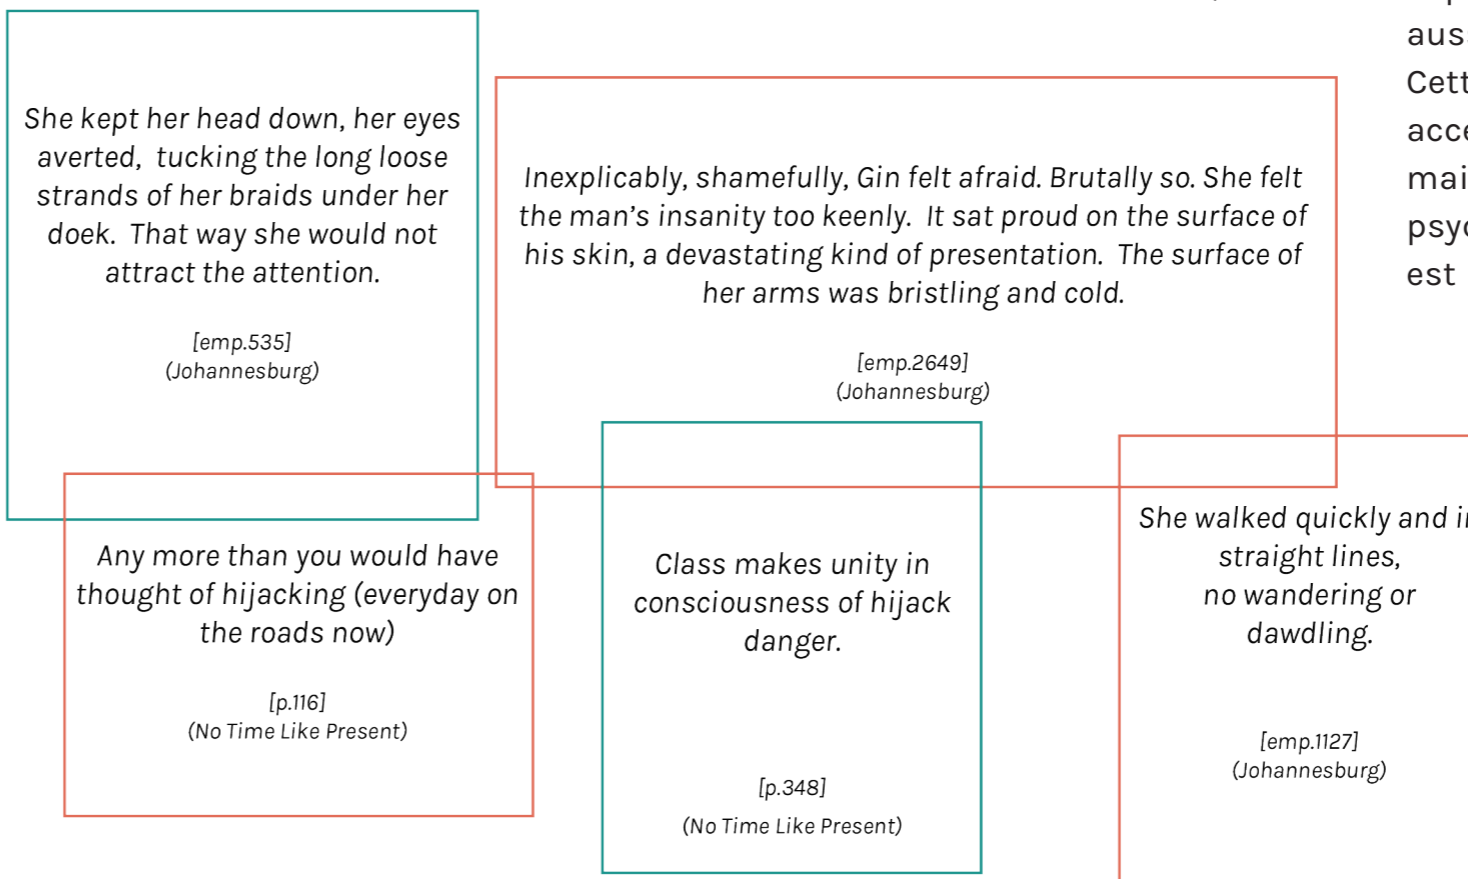 She kept her head down, her eyes
averted,  tucking the long loose
strands of her braids under her
doek.  That way she would not
attract the attention.
[emp.535]
(Johannesburg)
Inexplicably, shamefully, Gin felt afraid. Brutally so. She felt
the man’s insanity too keenly.  It sat proud on the surface of
his skin, a devastating kind of presentation.  The surface of
her arms was bristling and cold.
[emp.2649]
(Johannesburg)
Any more than you would have
thought of hijacking (everyday on
the roads now)
[p.116]
(No Time Like Present)
Class makes unity in
consciousness of hijack
danger.
[p.348]
(No Time Like Present)
She walked quickly and
straight lines,
no wandering or
dawdling.
[emp.1127]
(Johannesburg)
est